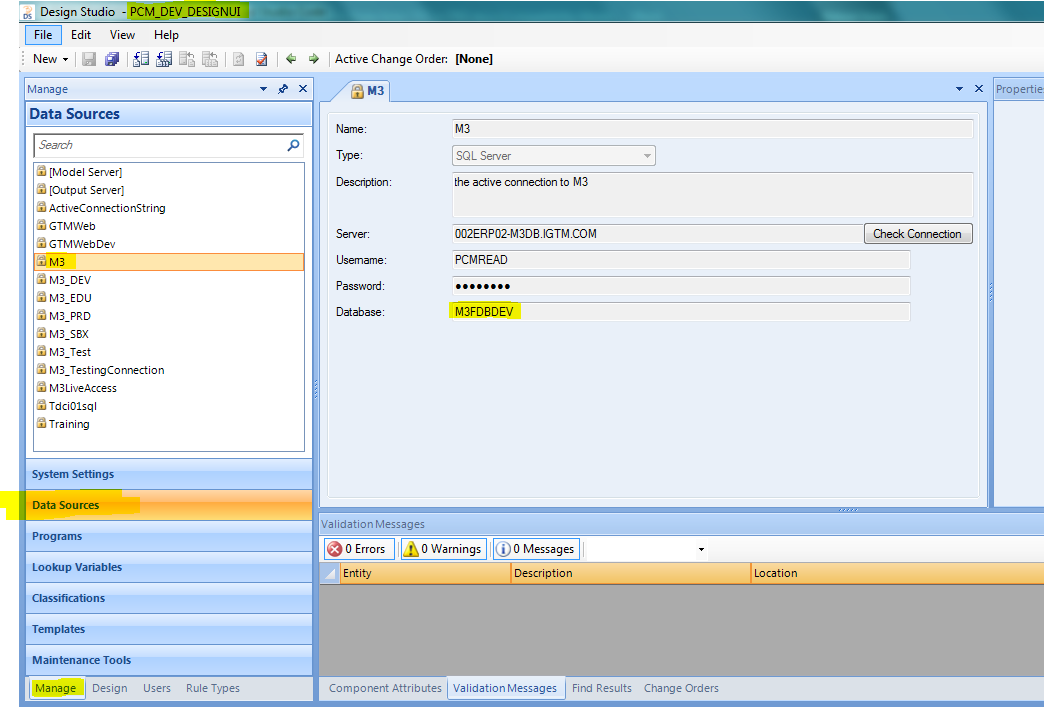 DS
Design Studio - PCM_DEV_DESIGNUI
File Edit View Help
New Active Change Order: [None]
Manage
Data Sources
Search
[Model Server]
[Output Server]
ActiveConnectionString
GTMWeb
GTMWebDev
M3
M3_DEV
M3_EDU
M3_PRD
M3_SBX
M3_Test
M3_TestingConnection
M3LiveAccess
Tdci01sql
Training
System Settings
Data Sources
Programs
Lookup Variables
Classifications
Templates
Maintenance Tools
Manage Design Users Rule Types
M3
Name: M3
Type: SQL Server
Description: the active connection to M3
Server: 002ERP02-M3DB.IGTM.COM Check Connection
Username: PCMREAD
Password: ●●●●●●●●
Database: M3FDBDEV
Propertie
Validation Messages
0 Errors 0 Warnings 0 Messages
Entity Description Location
Component Attributes Validation Messages Find Results Change Orders